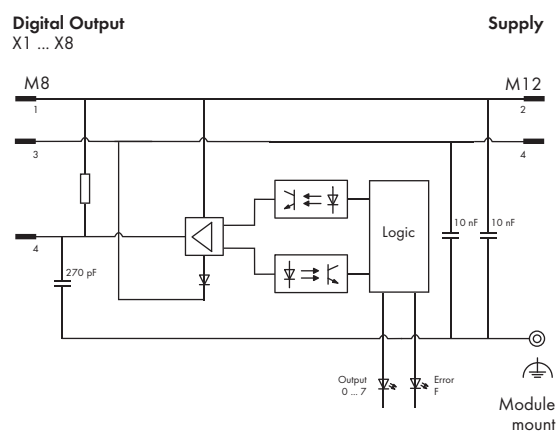 Digital Output
X1 ... X8
Supply
M8
M12
1
2
3
4
4
Logic
10 nF
10 nF
270 pF
Output
0 ... 7
Error
F
Module
mount